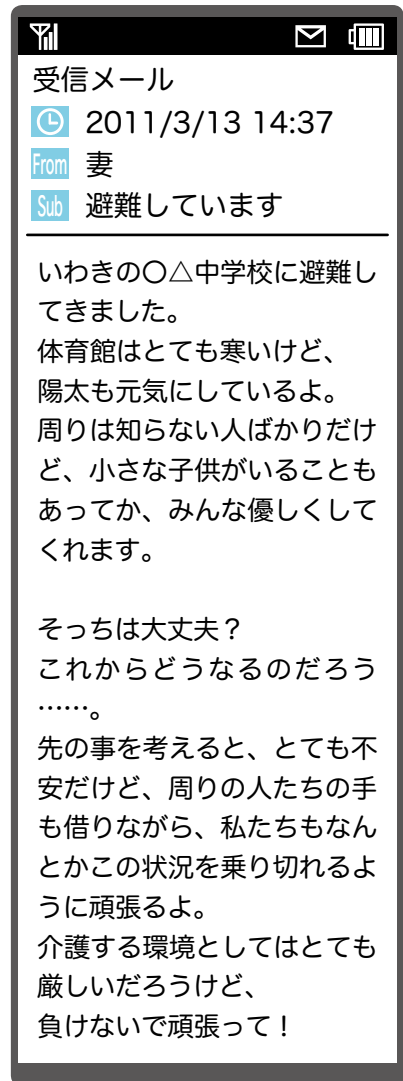 受信メール
2011/3/13 14:37
From 妻
Sub 避難しています
いわきの〇△中学校に避難し
てきました。
体育館はとても寒いけど、
陽太も元気にしているよ。
周りは知らない人ばかりだけ
ど、小さな子供がいることも
あってか、みんな優しくして
くれます。
そっちは大丈夫？
これからどうなるのだろう
……。
先の事を考えると、とても不
安だけど、周りの人たちの手
も借りながら、私たちもなん
とかこの状況を乗り切れるよ
うに頑張るよ。
介護する環境としてはとても
厳しいだろうけど、
負けないで頑張って！